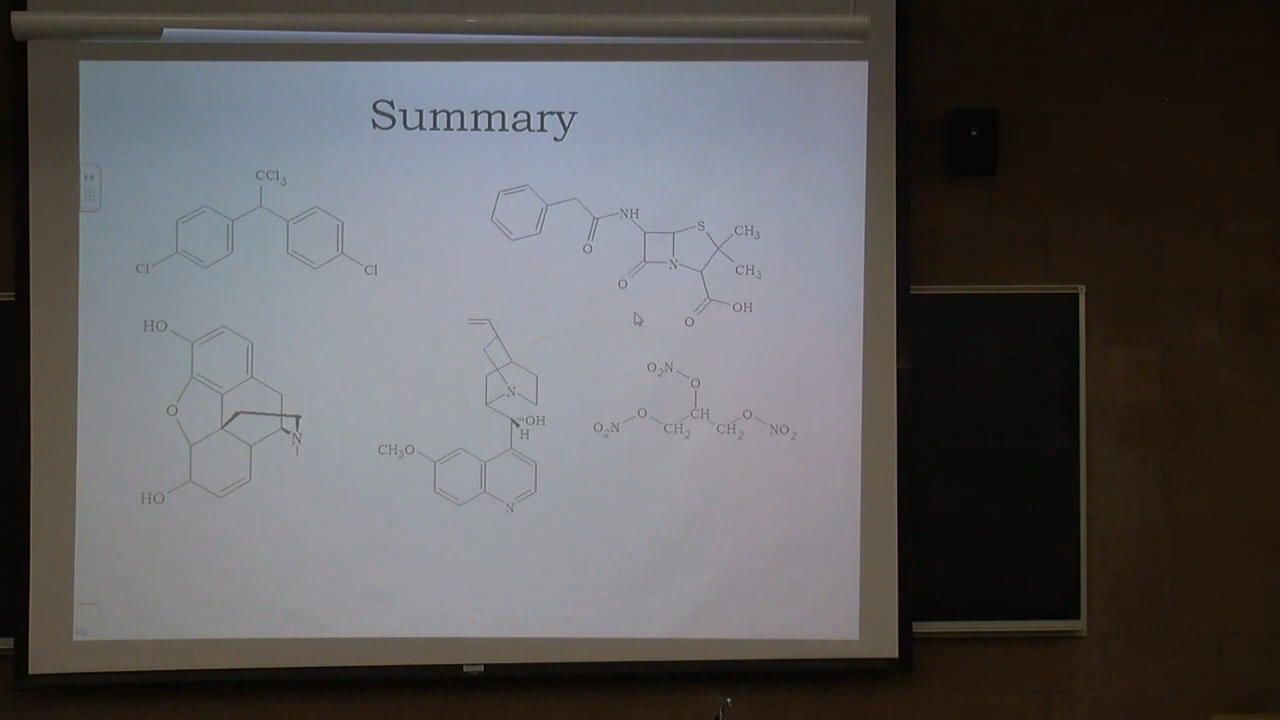 Summary
CCl3
Cl
Cl
NH
O
S
CH3
CH3
N
O
O
OH
HO
O
N
HO
N
OH
H
CH3O
N
O2N
O
O2N
O
CH2
CH
CH2
O
NO2